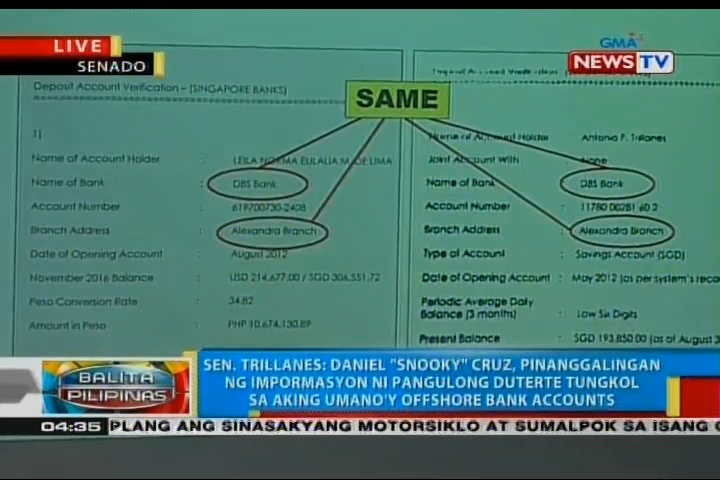 LIVE
SENADO
GMA
NEWS TV
SAME
Deposit Account Verification – (SINGAPORE BANKS)
1)
Name of Account Holder : LEILA NORMA EULALIA M DE LIMA
Name of Bank : DBS Bank
Account Number : 619700730-2408
Branch Address : Alexandra Branch
Date of Opening Account : August 2012
November 2016 Balance : USD 214,677.00 / SGD 306,551.72
Peso Conversion Rate : 34.82
Amount in Peso : PHP 10,674,130.89
Deposit Account Verification
Name of Account Holder : Antonio F. Trillanes
Joint Account With : None
Name of Bank : DBS Bank
Account Number :
Branch Address : Alexandra Branch
Type of Account : Savings Account (SGD)
Date of Opening Account : May 2012 (as per system's reco
Periodic Average Daily
Balance (3 months) : Low Six Digits
Present Balance : SGD 193,850.00 (as of August 3
SEN. TRILLANES: DANIEL "SNOOKY" CRUZ, PINANGGALINGAN
NG IMPORMASYON NI PANGULONG DUTERTE TUNGKOL
SA AKING UMANO'Y OFFSHORE BANK ACCOUNTS
BALITA
PILIPINAS
04:35 PLANG ANG SINASAKYANG MOTORSIKLO AT SUMALPOK SA ISANG